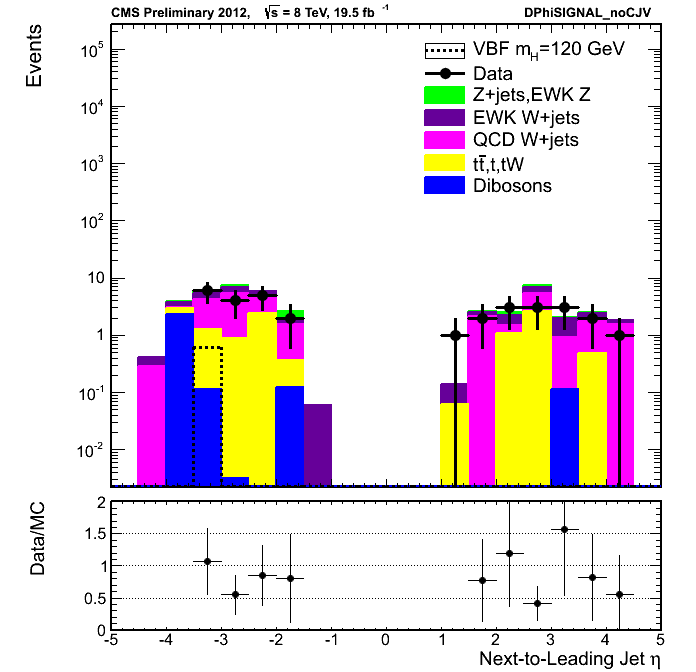 CMS Preliminary 2012, √s = 8 TeV, 19.5 fb⁻¹ DPhiSIGNAL_noCJV
Events
10⁵
10⁴
10³
10²
10
1
10⁻¹
10⁻²
VBF m_H=120 GeV
Data
Z+jets,EWK Z
EWK W+jets
QCD W+jets
tt̄,t,tW
Dibosons
Data/MC
2
1.5
1
0.5
0
-5 -4 -3 -2 -1 0 1 2 3 4 5
Next-to-Leading Jet η